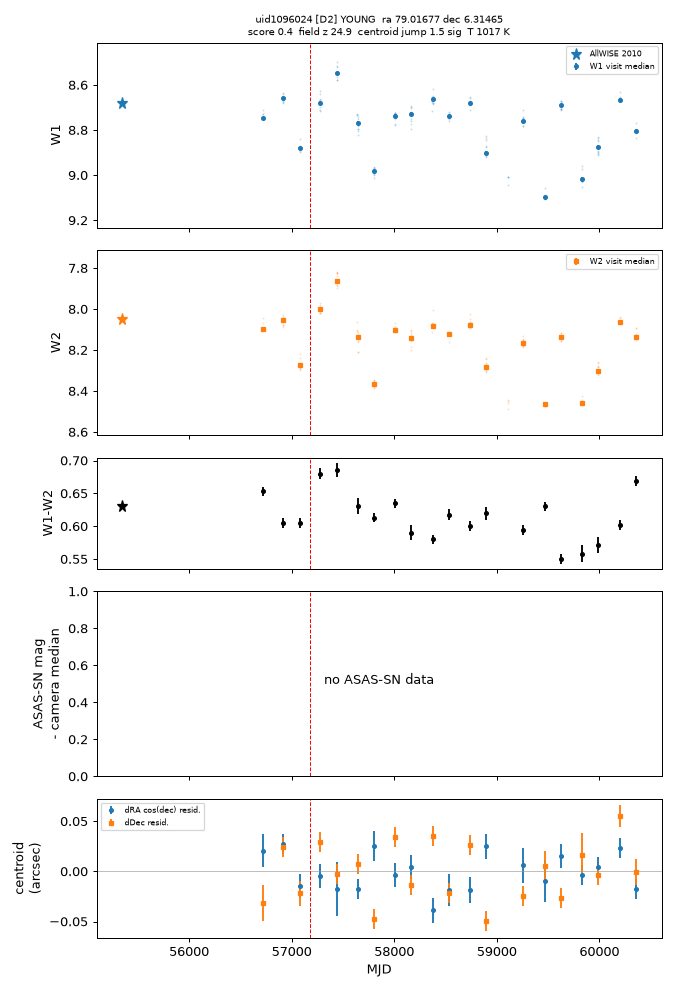 uid1096024 [D2] YOUNG  ra 79.01677 dec 6.31465
score 0.4  field z 24.9  centroid jump 1.5 sig  T 1017 K
AllWISE 2010
W1 visit median
8.6
8.8
9.0
9.2
W1
W2 visit median
7.8
8.0
8.2
8.4
8.6
W2
0.70
0.65
0.60
0.55
W1-W2
1.0
0.8
0.6
0.4
0.2
0.0
ASAS-SN mag
- camera median
no ASAS-SN data
dRA cos(dec) resid.
dDec resid.
0.05
0.00
−0.05
centroid
(arcsec)
56000
57000
58000
59000
60000
MJD